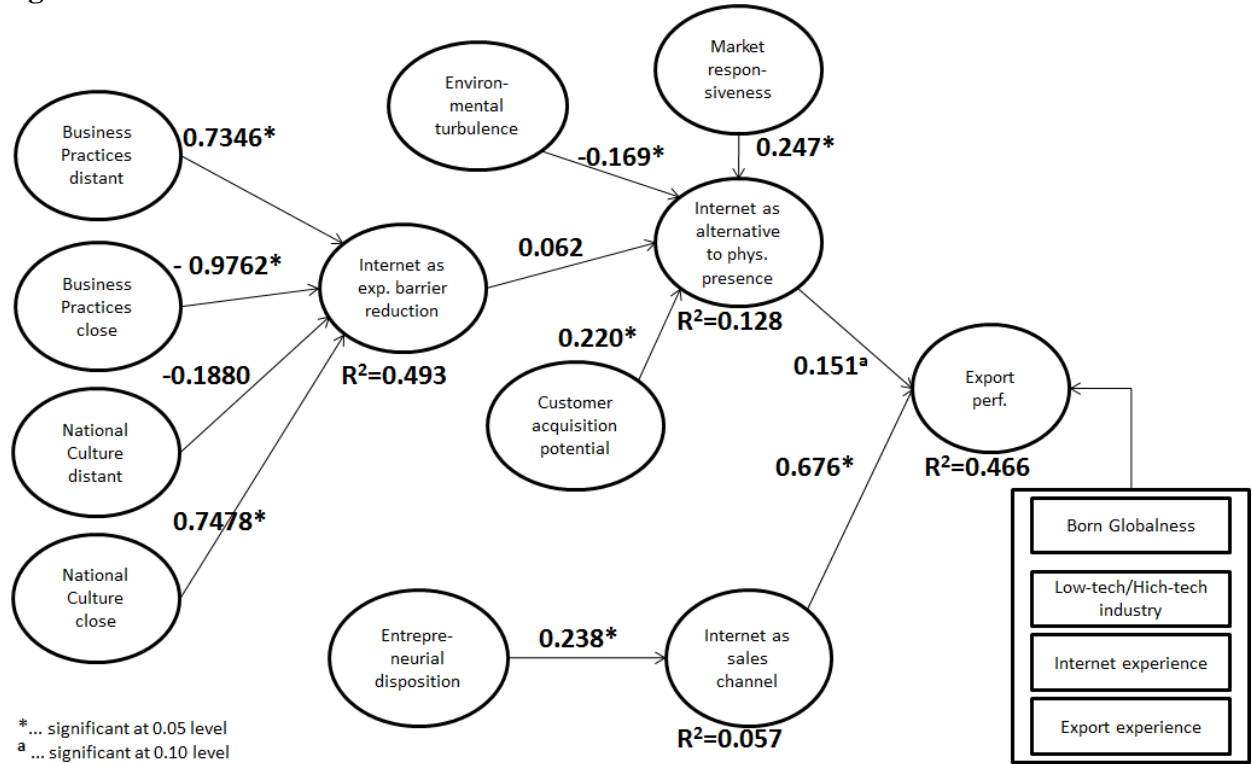 Market
respon-
siveness
Environ-
mental
turbulence
Business
Practices
distant
0.7346*
-0.169*
0.247*
Internet as
alternative
to phys.
presence
R²=0.128
Business
Practices
close
- 0.9762*
Internet as
exp. barrier
reduction
R²=0.493
0.062
0.220*
Customer
acquisition
potential
0.151ᵃ
Export
perf.
R²=0.466
-0.1880
National
Culture
distant
0.676*
0.7478*
National
Culture
close
Entrepre-
neurial
disposition
0.238*
Internet as
sales
channel
R²=0.057
Born Globalness
Low-tech/Hich-tech
industry
Internet experience
Export experience
*... significant at 0.05 level
ᵃ ... significant at 0.10 level